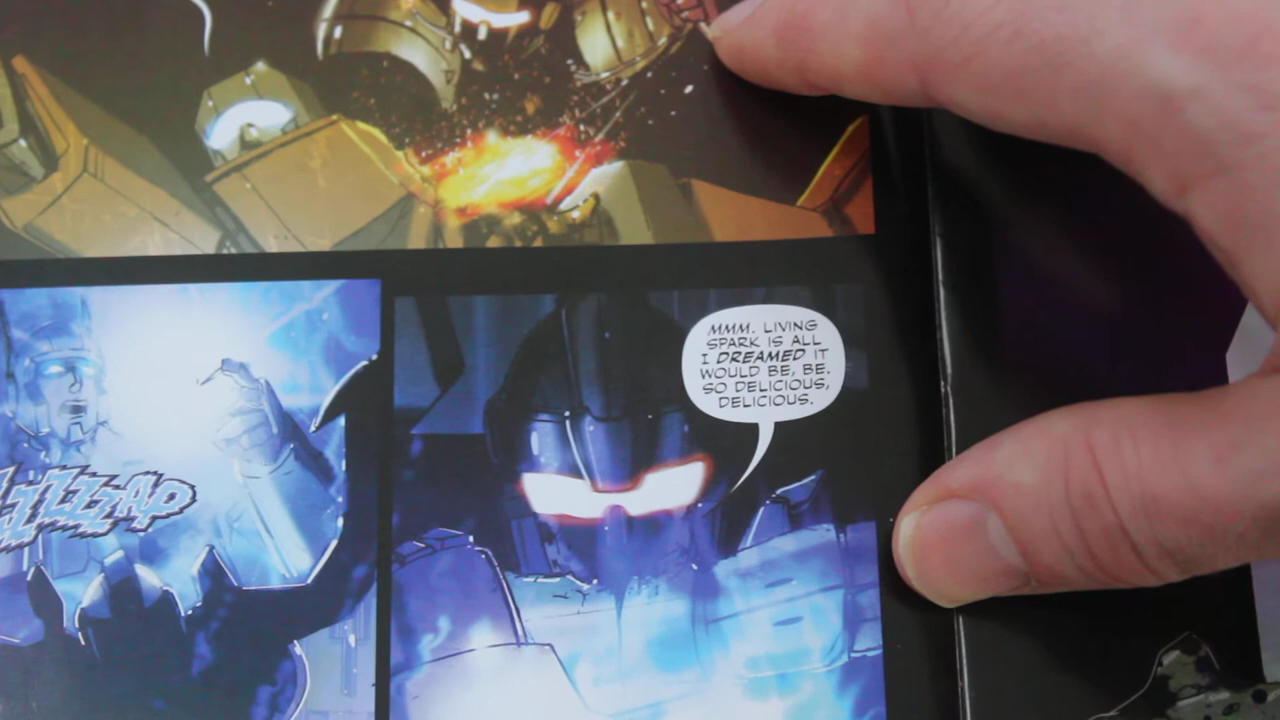 MMM. LIVING
SPARK IS ALL
I DREAMED IT
WOULD BE, BE.
SO DELICIOUS,
DELICIOUS.